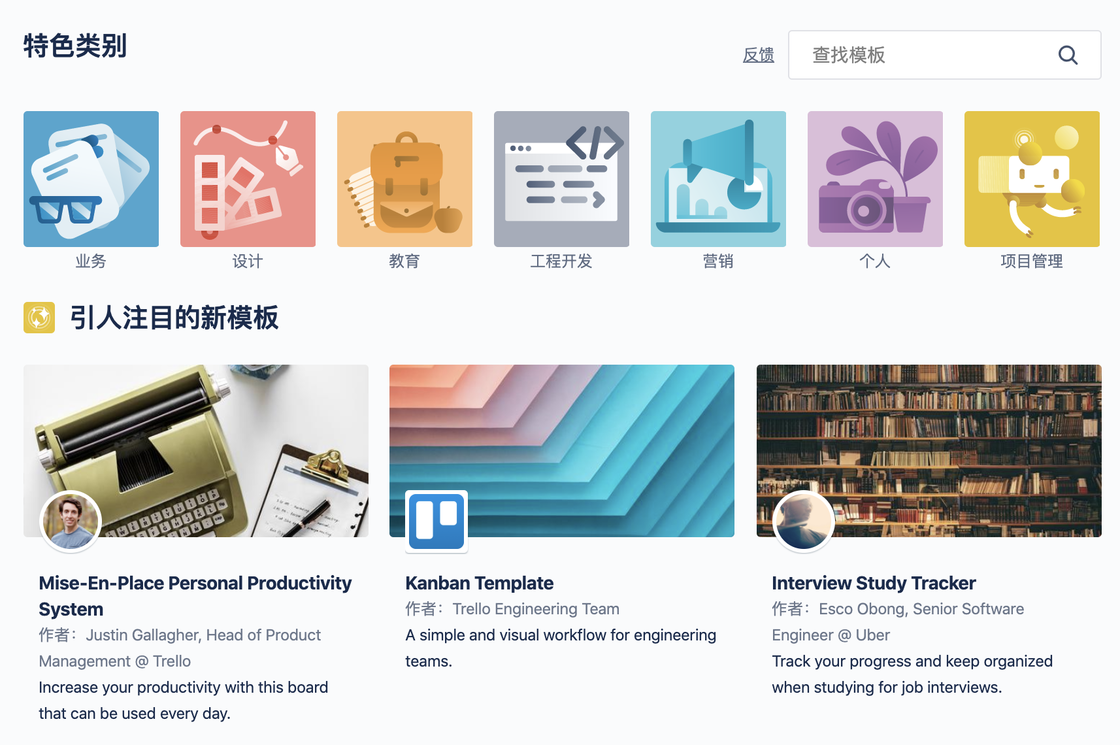 特色类别
反馈
查找模板
业务
设计
教育
工程开发
营销
个人
项目管理
引人注目的新模板
Mise-En-Place Personal Productivity
System
作者：Justin Gallagher, Head of Product
Management @ Trello
Increase your productivity with this board
that can be used every day.
Kanban Template
作者：Trello Engineering Team
A simple and visual workflow for engineering
teams.
Interview Study Tracker
作者：Esco Obong, Senior Software
Engineer @ Uber
Track your progress and keep organized
when studying for job interviews.